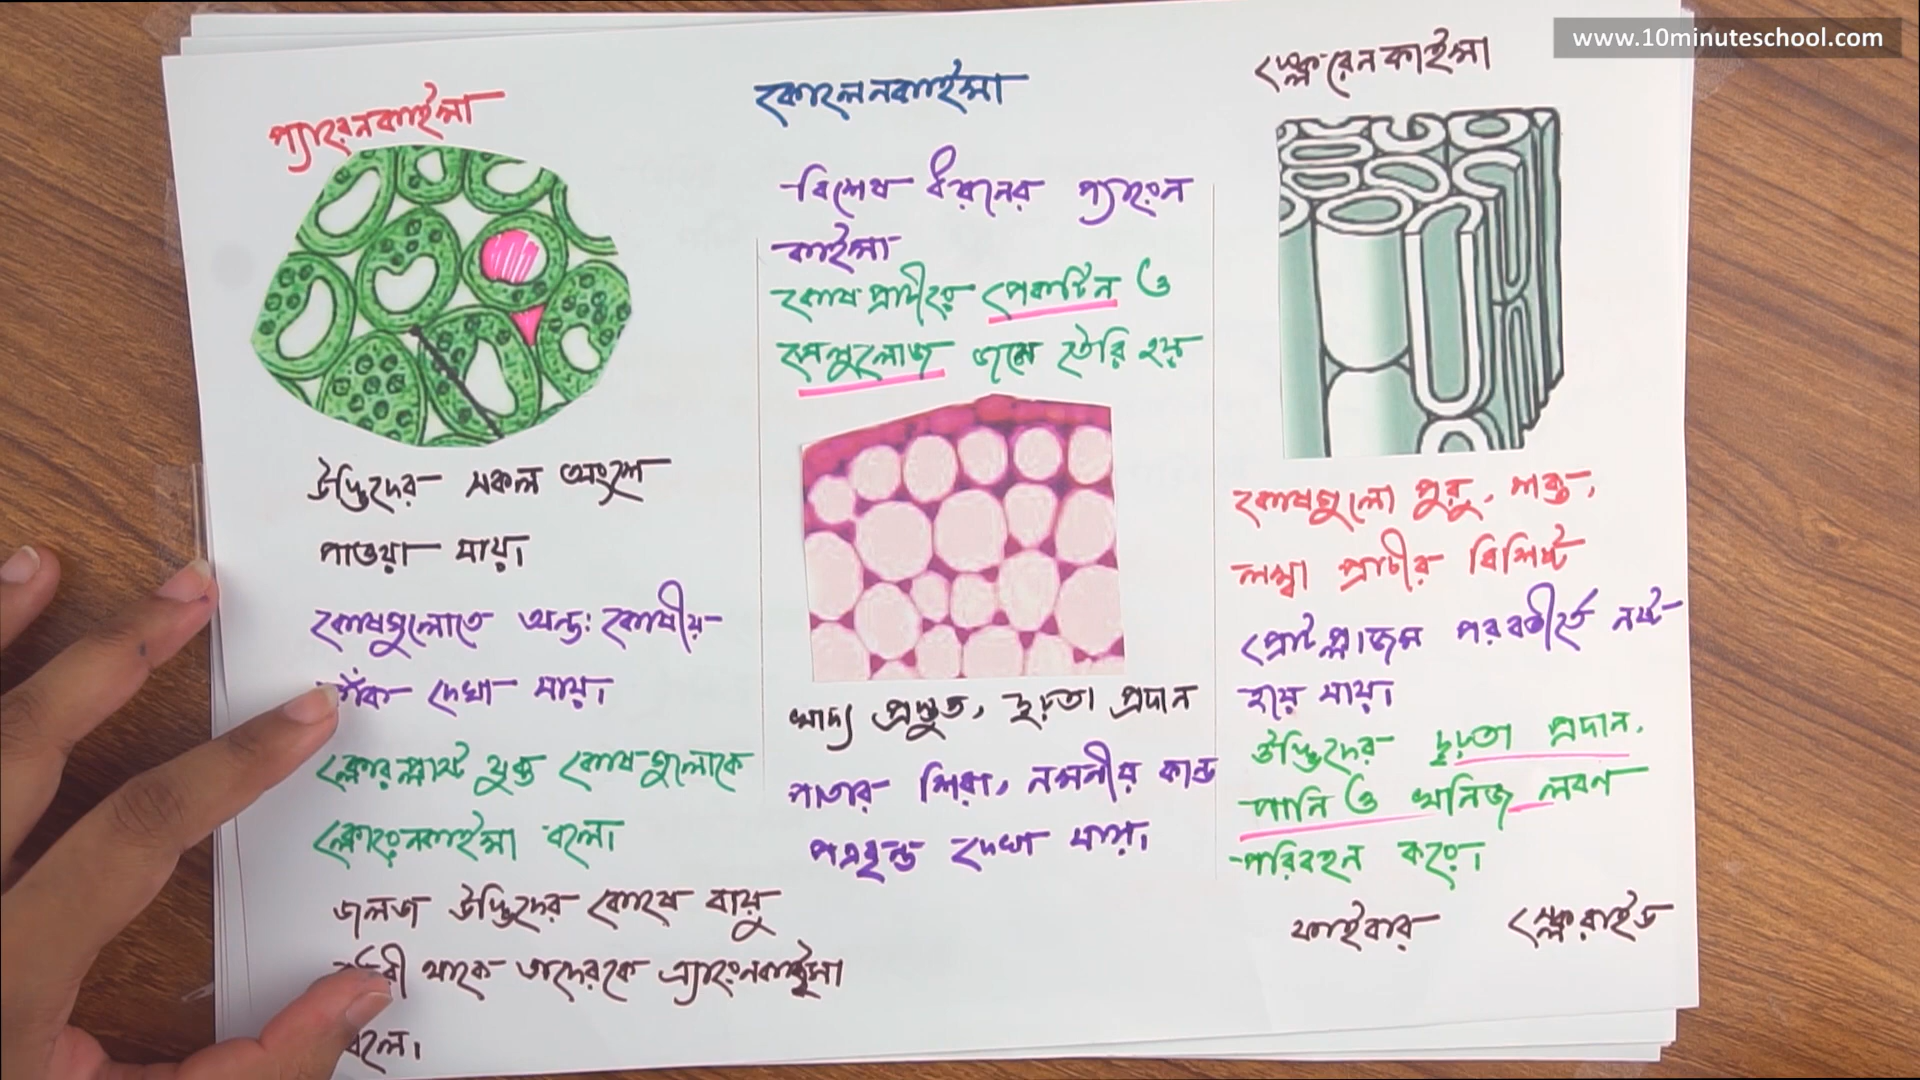 www.10minuteschool.com
প্যারেনকাইমা
উদ্ভিদের সকল অংশে
পাওয়া যায়।
কোষগুলোতে অন্তঃকোষীয়
দেখা যায়।
ক্লোরপ্লাস্ট যুক্ত কোষগুলোকে
ক্লোরেনকাইমা বলে।
জলজ উদ্ভিদের কোষে বায়ু
থাকে তাদেরকে এ্যারেনকাইমা
বলে।
কোলেনকাইমা
বিশেষ ধরনের প্যারেন
কাইমা
কোষপ্রাচীরে পেকটিন ও
সেলুলোজ জমে তৈরি হয়
খাদ্য প্রস্তুত, দৃঢ়তা প্রদান
পাতার শিরা, নমনীয় কান্ড
পত্রবৃন্ত দেখা যায়।
স্ক্লেরেনকাইমা
কোষগুলো পুরু, শক্ত,
লম্বা প্রাচীর বিশিষ্ট
প্রোটপ্লাজম পরবর্তীতে নষ্ট
হয়ে যায়।
উদ্ভিদের দৃঢ়তা প্রদান,
পানি ও খনিজ লবণ
পরিবহন করে।
ফাইবার স্ক্লেরাইড